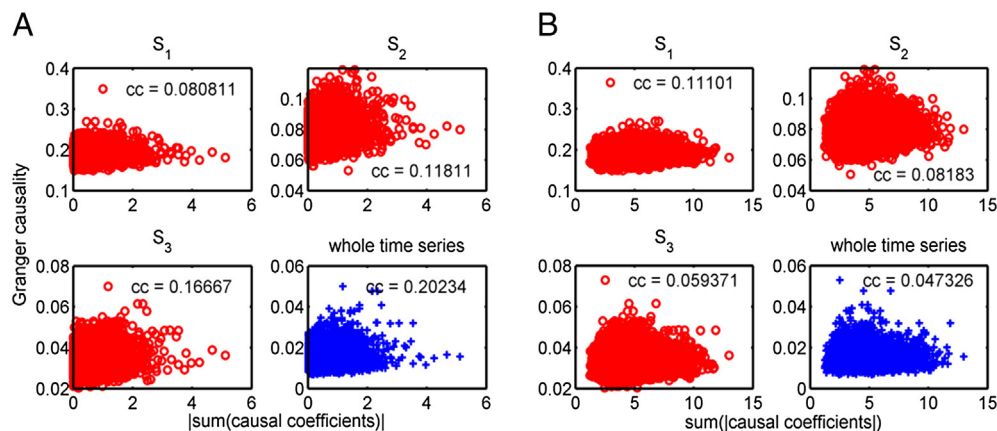 A
B
S1
S2
S1
S2
0.4
0.3
0.2
0.1
0 2 4 6
cc = 0.080811
0.1
0.08
0.06
0.04
0 2 4 6
cc = 0.11811
0.4
0.3
0.2
0.1
0 5 10 15
cc = 0.11101
0.1
0.08
0.06
0.04
0 5 10 15
cc = 0.08183
Granger causality
S3
whole time series
S3
whole time series
0.08
0.06
0.04
0.02
0 2 4 6
cc = 0.16667
0.06
0.04
0.02
0
0 2 4 6
cc = 0.20234
0.08
0.06
0.04
0.02
0 5 10 15
cc = 0.059371
0.06
0.04
0.02
0
0 5 10 15
cc = 0.047326
|sum(causal coefficients)|
sum(|causal coefficients|)